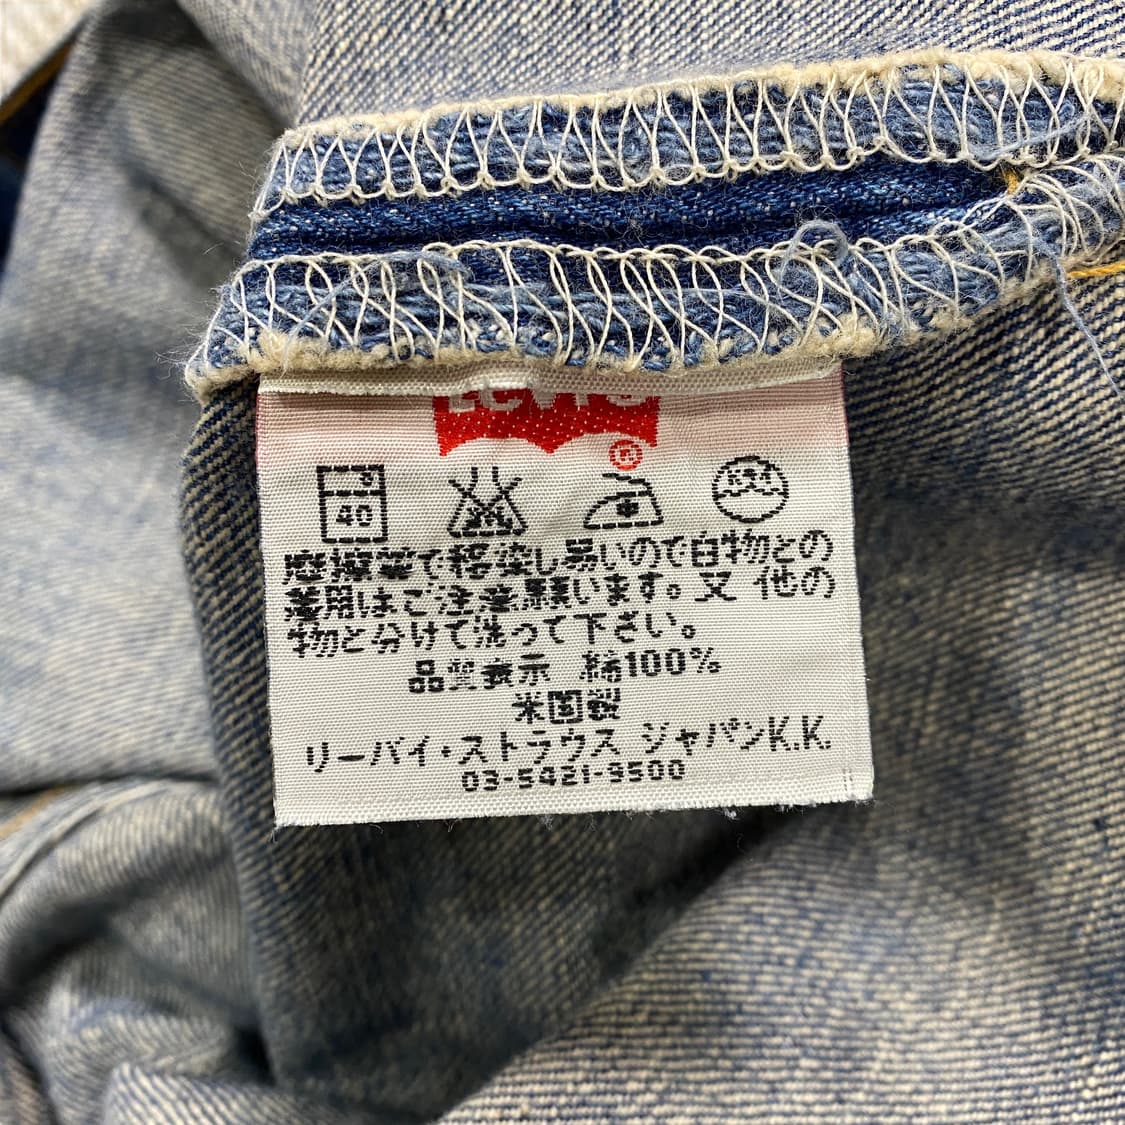 LEVI'S
®
P
40
摩擦等で移染し易いので白物との
着用はご注意願います。又 他の
物と分けて洗って下さい。
品質表示 綿100%
米国製
リーバイ・ストラウス ジャパンK.K.
03-5421-9500